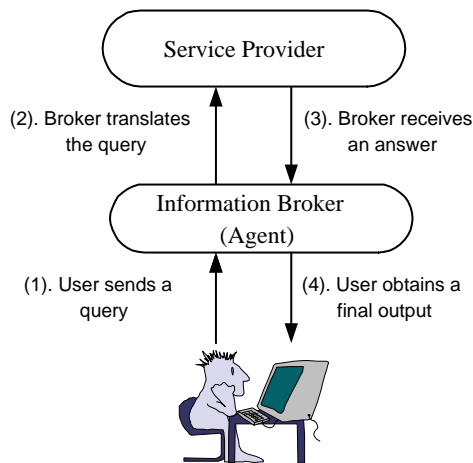 Service Provider
(2). Broker translates
the query
(3). Broker receives
an answer
Information Broker
(Agent)
(1). User sends a
query
(4). User obtains a
final output